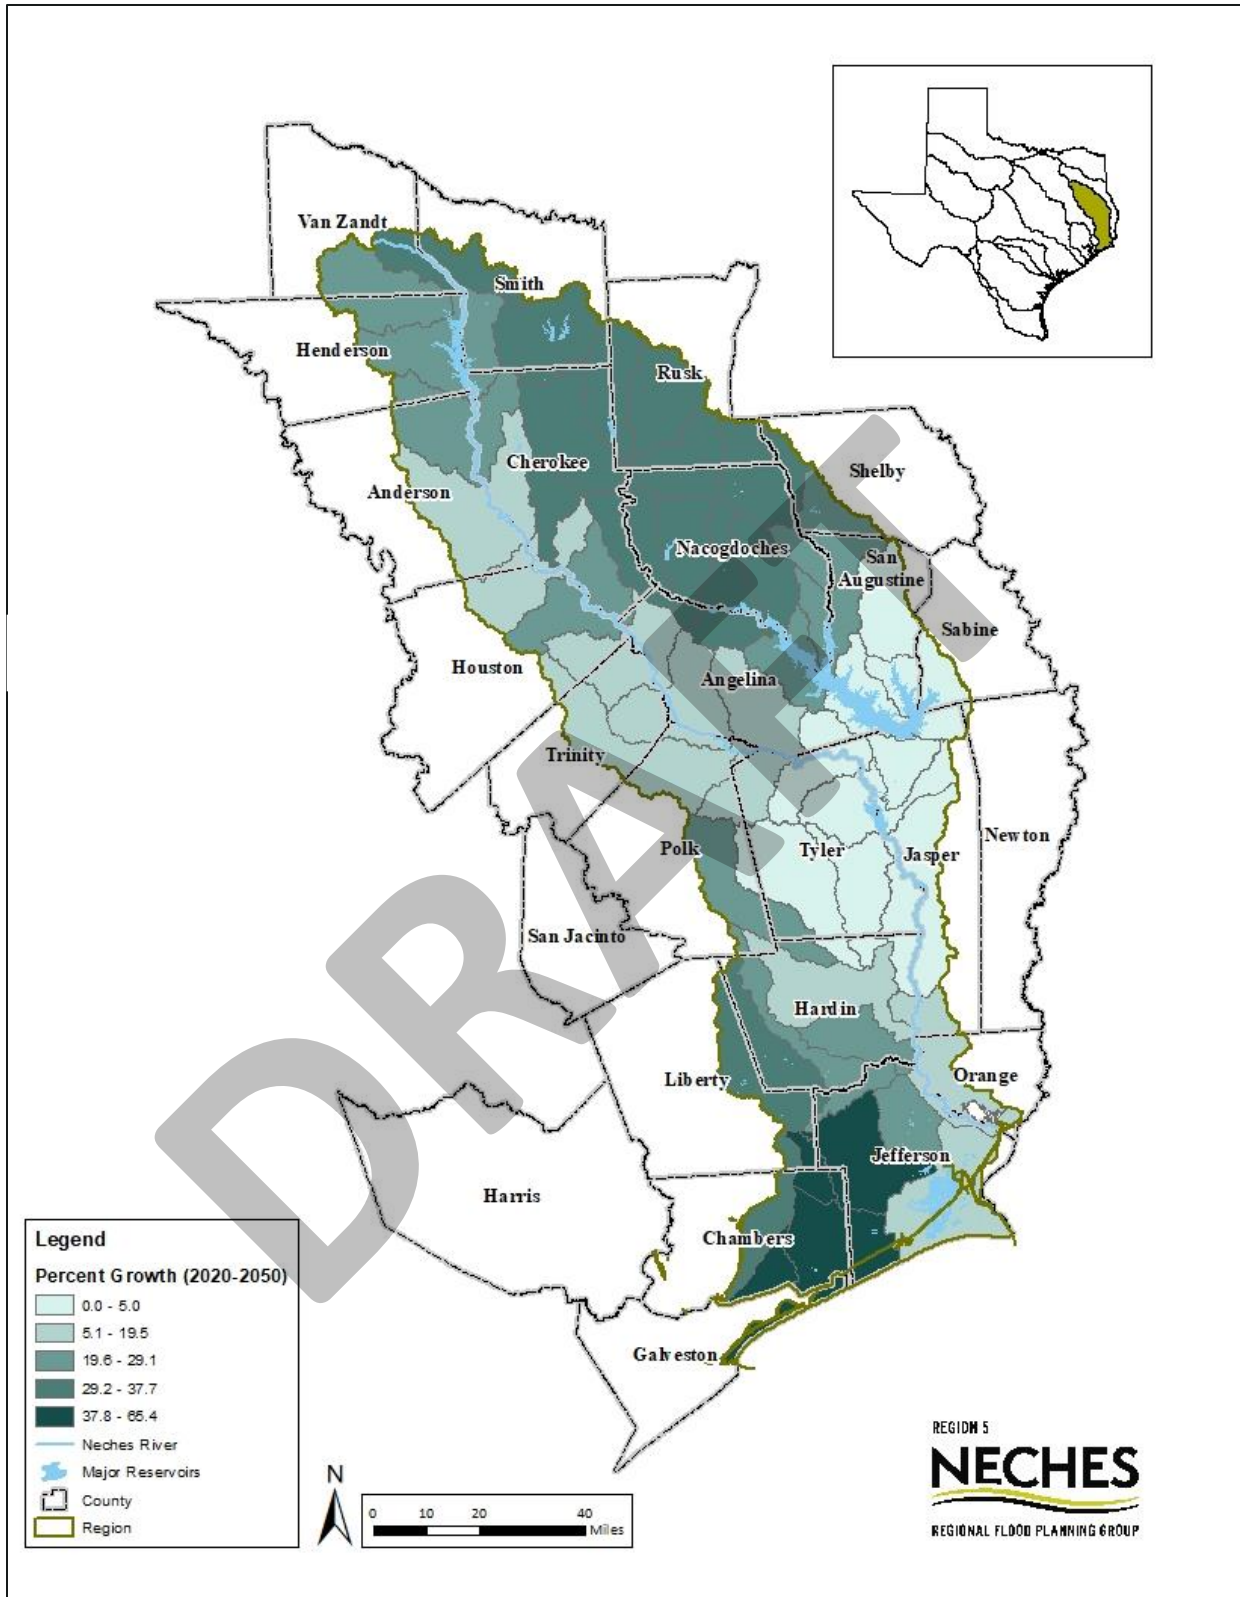 Van Zandt
Smith
Henderson
Rusk
Cherokee
Shelby
Anderson
Nacogdoches
San
Augustine
Sabine
Houston
Angelina
Trinity
Newton
Polk
Tyler
Jasper
San Jacinto
Hardin
Liberty
Orange
Jefferson
Harris
Chambers
Galveston
DRAFT
Legend
Percent Growth (2020-2050)
0.0 - 5.0
5.1 - 19.5
19.6 - 29.1
29.2 - 37.7
37.8 - 65.4
Neches River
Major Reservoirs
County
Region
N
0 10 20 40
Miles
REGION 5
NECHES
REGIONAL FLOOD PLANNING GROUP